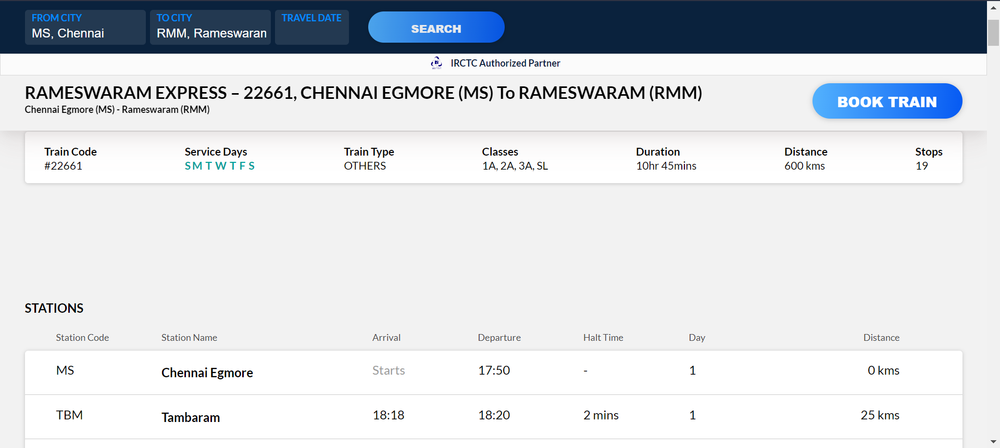 FROM CITY
MS, Chennai
TO CITY
RMM, Rameswaram
TRAVEL DATE
SEARCH
IRCTC Authorized Partner
RAMESWARAM EXPRESS – 22661, CHENNAI EGMORE (MS) To RAMESWARAM (RMM)
Chennai Egmore (MS) - Rameswaram (RMM)
BOOK TRAIN
Train Code Service Days Train Type Classes Duration Distance Stops
#22661 S M T W T F S OTHERS 1A, 2A, 3A, SL 10hr 45mins 600 kms 19
STATIONS
Station Code Station Name Arrival Departure Halt Time Day Distance
MS Chennai Egmore Starts 17:50 - 1 0 kms
TBM Tambaram 18:18 18:20 2 mins 1 25 kms